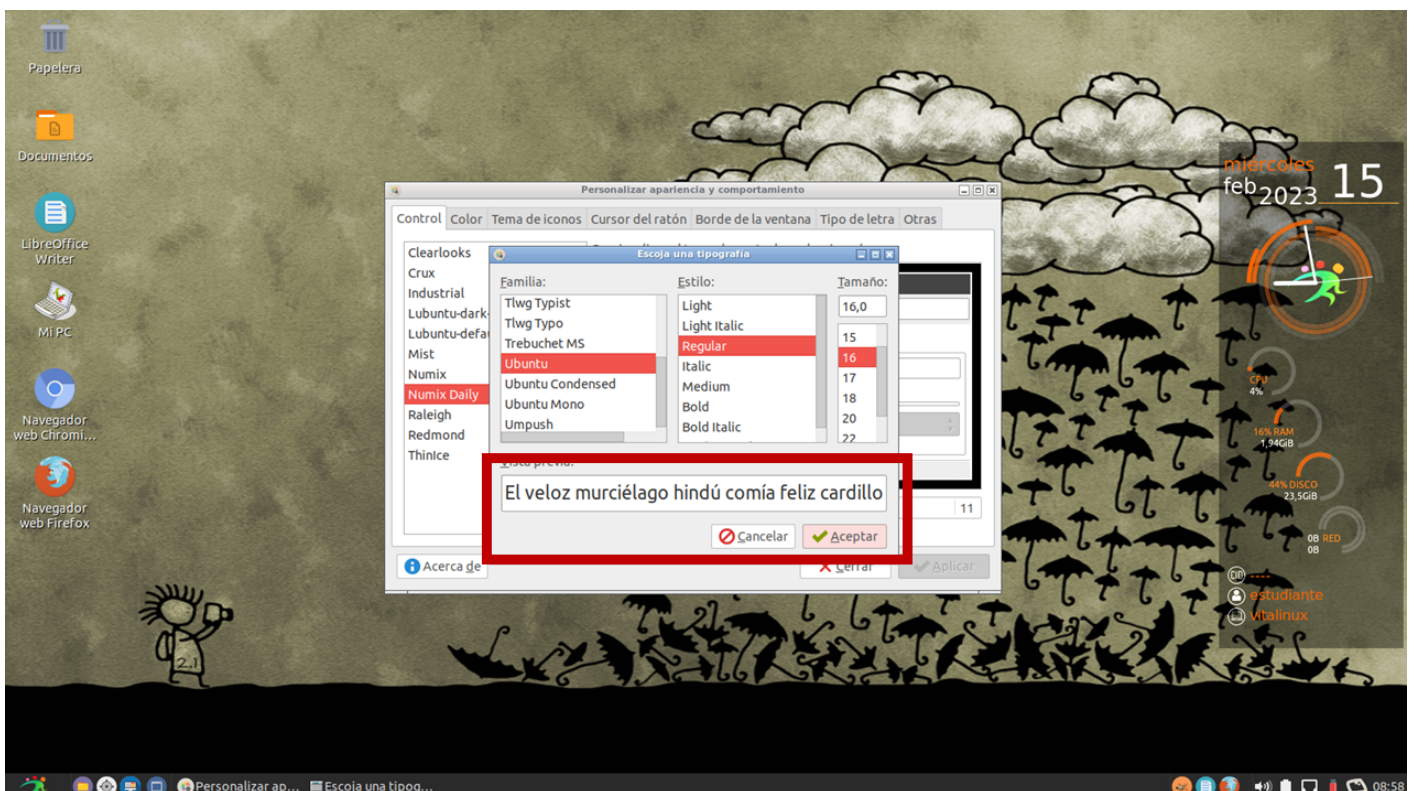 Papelera
Documentos
LibreOffice
Writer
Mi PC
Navegador
web Chromi...
Navegador
web Firefox
Personalizar apariencia y comportamiento
Control Color Tema de iconos Cursor del ratón Borde de la ventana Tipo de letra Otras
Clearlooks
Crux
Industrial
Lubuntu-dark-
Lubuntu-defau
Mist
Numix
Numix Daily
Raleigh
Redmond
ThinIce
Escoja una tipografía
Familia:
Tlwg Typist
Tlwg Typo
Trebuchet MS
Ubuntu
Ubuntu Condensed
Ubuntu Mono
Umpush
Estilo:
Light
Light Italic
Regular
Italic
Medium
Bold
Bold Italic
Tamaño:
16,0
15
16
17
18
20
22
Vista previa:
El veloz murciélago hindú comía feliz cardillo
Cancelar Aceptar
11
Acerca de
Cerrar
Aplicar
miércoles
feb 2023 15
CPU
4%
16% RAM
1,94GiB
44% DISCO
23,5GiB
0B RED
0B
----
estudiante
vitalinux
2.1
Personalizar ap... Escoja una tipog...
08:58